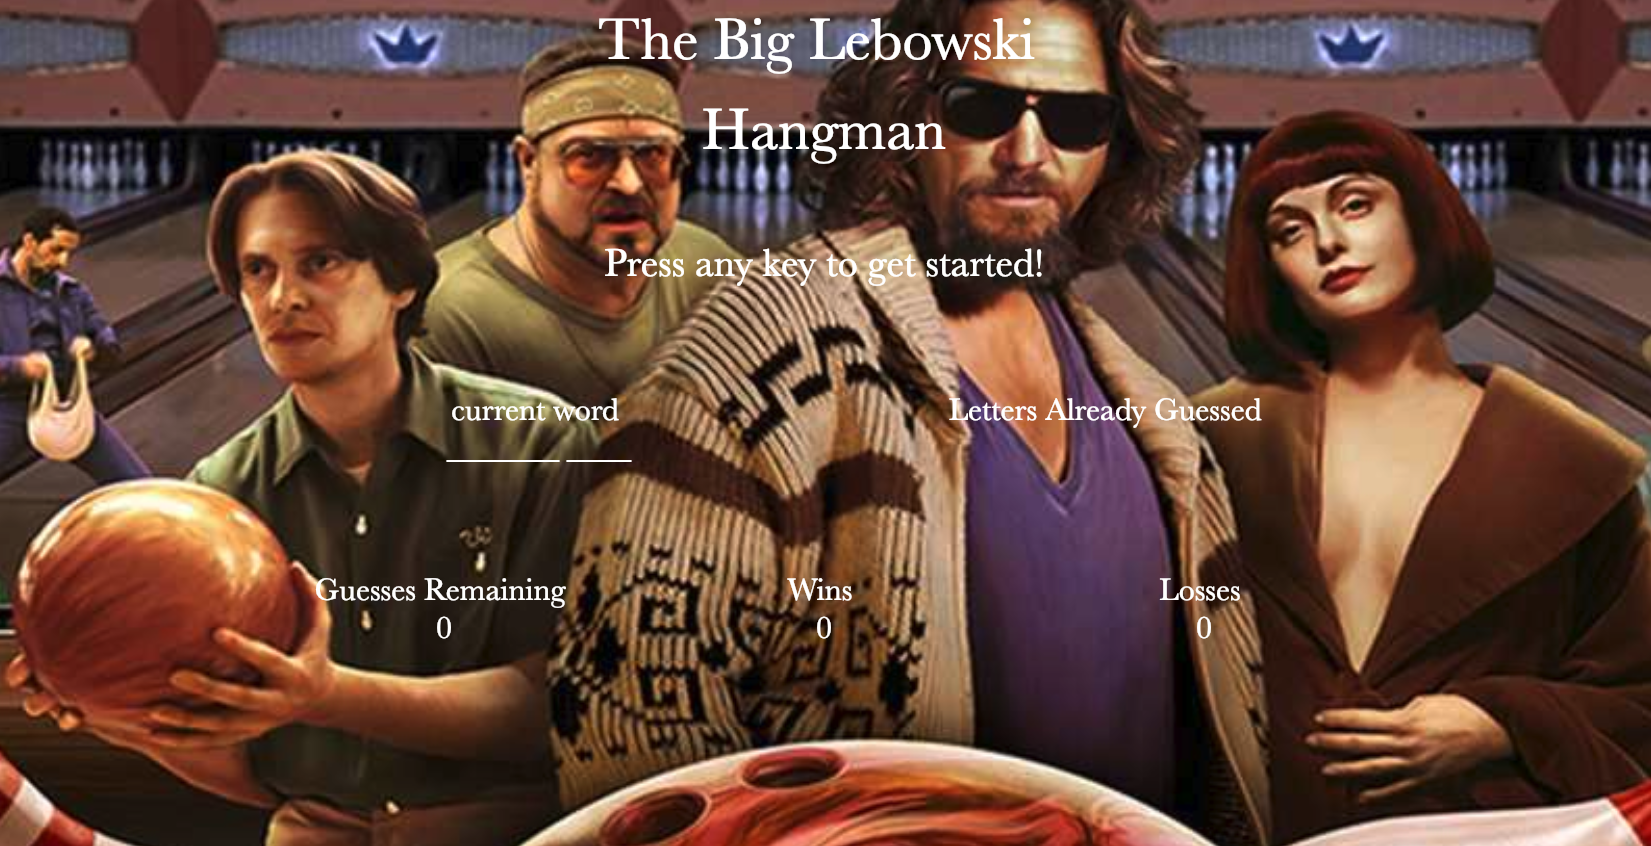 The Big Lebowski
Hangman
Press any key to get started!
current word
Letters Already Guessed
Guesses Remaining
0
Wins
0
Losses
0